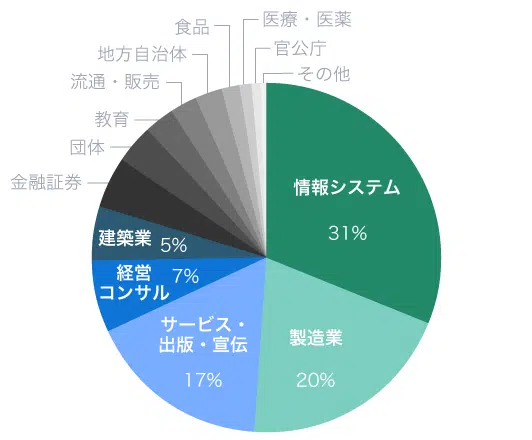 医療・医薬
食品
官公庁
地方自治体
その他
流通・販売
教育
団体
金融証券
情報システム
31%
製造業
20%
サービス・
出版・宣伝
17%
経営
コンサル
7%
建築業
5%